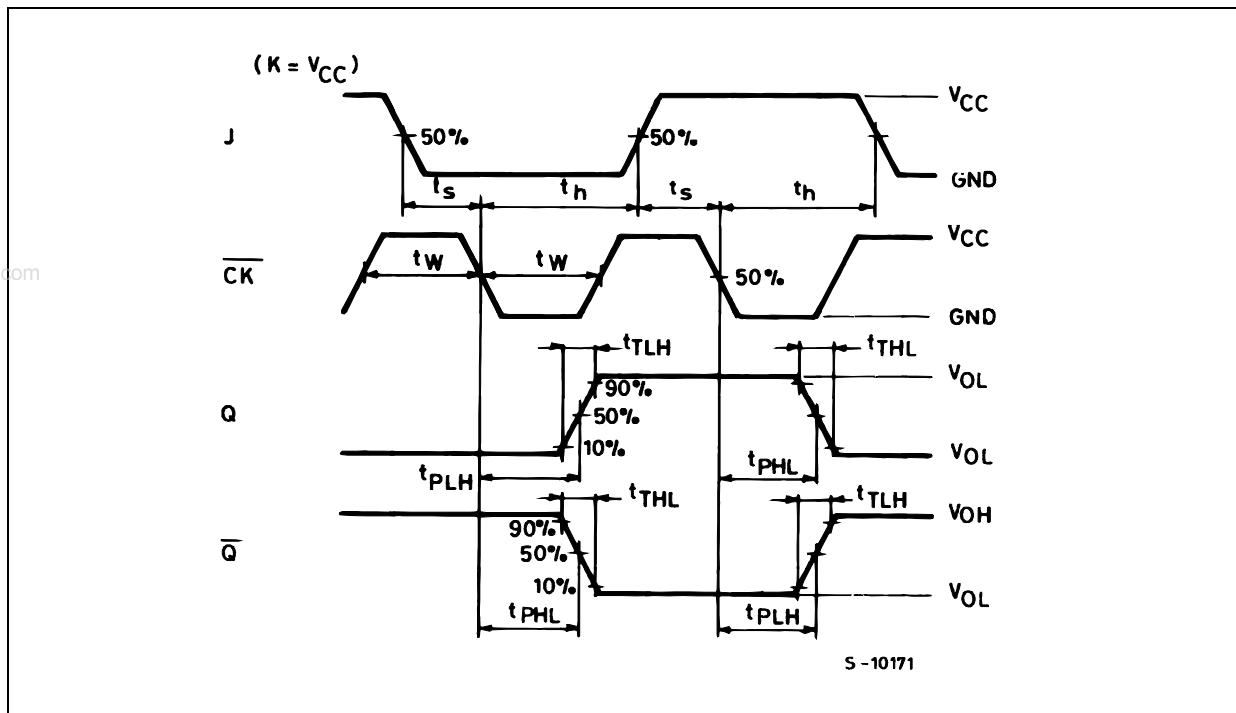 (K = VCC)
VCC
J
50%
50%
GND
ts
th
ts
th
VCC
com
CK
tW
tW
50%
GND
tTLH
tTHL
VOL
90%
Q
50%
10%
VOL
tPLH
tPHL
tTHL
tTLH
VOH
90%
Q
50%
10%
VOL
tPHL
tPLH
S-10171